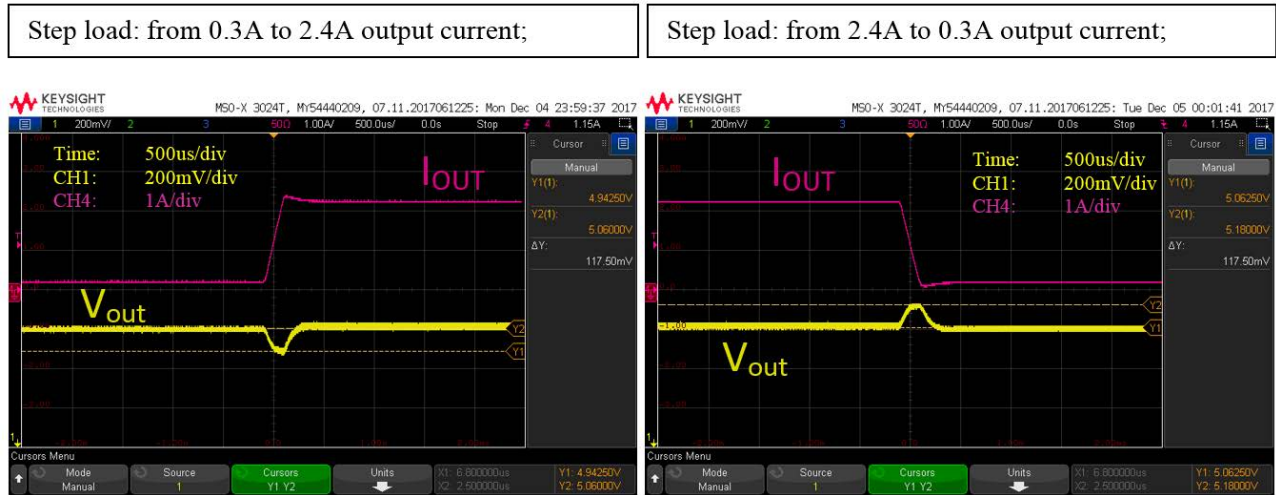 Step load: from 0.3A to 2.4A output current;
Step load: from 2.4A to 0.3A output current;
KEYSIGHT
TECHNOLOGIES
MSO-X 3024T, MY54440209, 07.11.2017061225: Mon Dec 04 23:59:37 2017
1 200mV/ 2 3 50Ω 1.00A/ 500.0us/ 0.0s Stop 4 1.15A
Time: 500us/div
CH1: 200mV/div
CH4: 1A/div
IOUT
Vout
Cursor
Manual
Y1(1):
4.94250V
Y2(1):
5.06000V
ΔY:
117.50mV
Y2
Y1
Cursors Menu
Mode
Manual
Source
1
Cursors
Y1 Y2
Units
X1: 6.800000us
X2: 2.500000us
Y1: 4.94250V
Y2: 5.06000V
KEYSIGHT
TECHNOLOGIES
MSO-X 3024T, MY54440209, 07.11.2017061225: Tue Dec 05 00:01:41 2017
1 200mV/ 2 3 50Ω 1.00A/ 500.0us/ 0.0s Stop 4 1.15A
IOUT
Time: 500us/div
CH1: 200mV/div
CH4: 1A/div
Vout
Cursor
Manual
Y1(1):
5.06250V
Y2(1):
5.18000V
ΔY:
117.50mV
Y2
Y1
Cursors Menu
Mode
Manual
Source
1
Cursors
Y1 Y2
Units
X1: 6.800000us
X2: 2.500000us
Y1: 5.06250V
Y2: 5.18000V